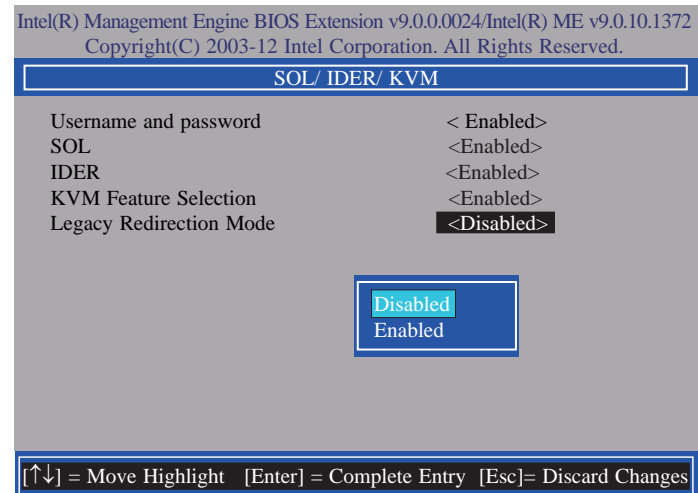 Intel(R) Management Engine BIOS Extension v9.0.0.0024/Intel(R) ME v9.0.10.1372
Copyright(C) 2003-12 Intel Corporation. All Rights Reserved.
SOL/ IDER/ KVM
Username and password < Enabled>
SOL <Enabled>
IDER <Enabled>
KVM Feature Selection <Enabled>
Legacy Redirection Mode <Disabled>
Disabled
Enabled
[↑↓] = Move Highlight [Enter] = Complete Entry [Esc]= Discard Changes